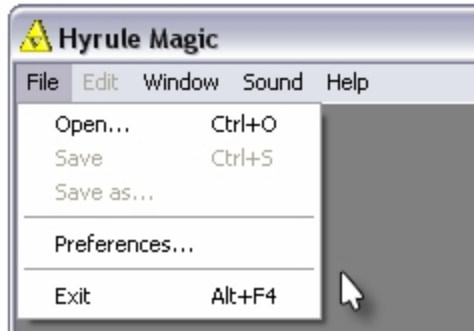 Hyrule Magic
File Edit Window Sound Help
Open... Ctrl+O
Save Ctrl+S
Save as...
Preferences...
Exit Alt+F4